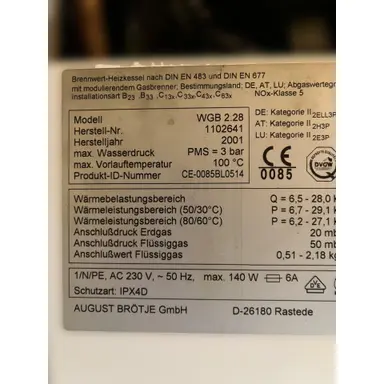 Brennwert-Heizkessel nach DIN EN 483 und DIN EN 677
mit modulierendem Gasbrenner, Bestimmungsland; DE, AT, LU; Abgaswertegr
Installationsart B23 ,B33 ,C13x,C33x,C43x,C63x NOx-Klasse 5
Modell WGB 2.28
Herstell-Nr. 1102641
Herstelljahr 2001
max. Wasserdruck PMS = 3 bar
max. Vorlauftemperatur 100 °C
Produkt-ID-Nummer CE-0085BL0514
DE: Kategorie II2ELL3P
AT: Kategorie II2H3P
LU: Kategorie II2E3P
CE
0085
DVGW
Wärmebelastungsbereich Q = 6,5 - 28,0 k
Wärmeleistungsbereich (50/30°C) P = 6,7 - 29,1 k
Wärmeleistungsbereich (80/60°C) P = 6,2 - 27,1 k
Anschlußdruck Erdgas 20 mb
Anschlußdruck Flüssiggas 50 mb
Anschlußwert Flüssiggas 0,51 - 2,18 kg
1/N/PE, AC 230 V, ~ 50 Hz, max. 140 W 6A
Schutzart: IPX4D
AUGUST BRÖTJE GmbH D-26180 Rastede